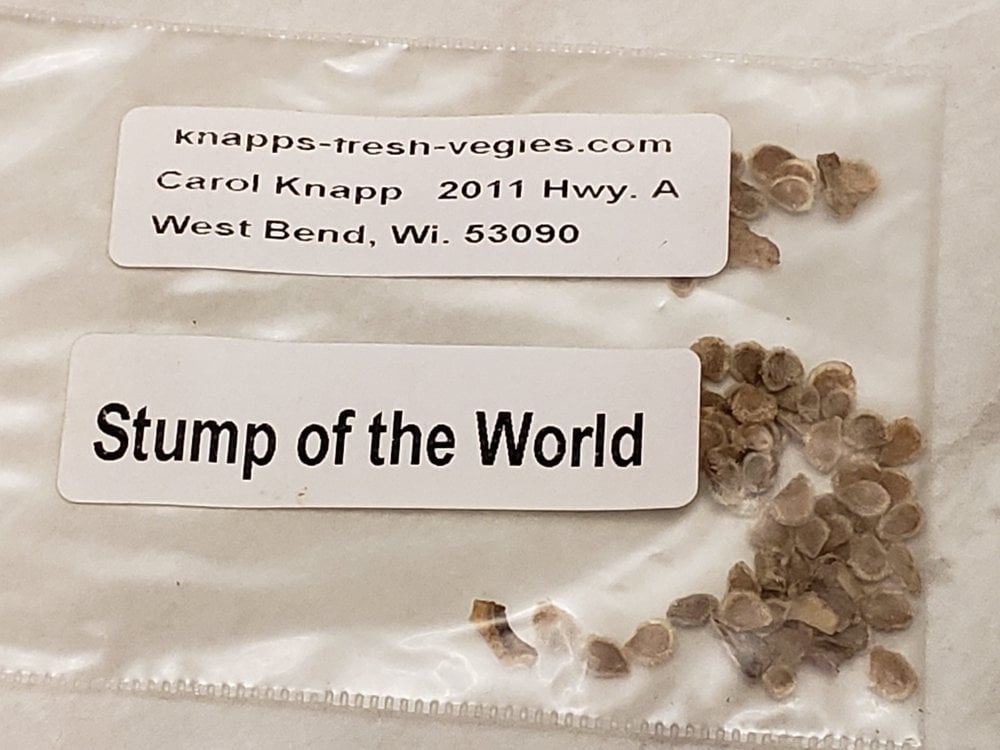 knapps-fresh-vegies.com
Carol Knapp 2011 Hwy. A
West Bend, Wi. 53090
Stump of the World